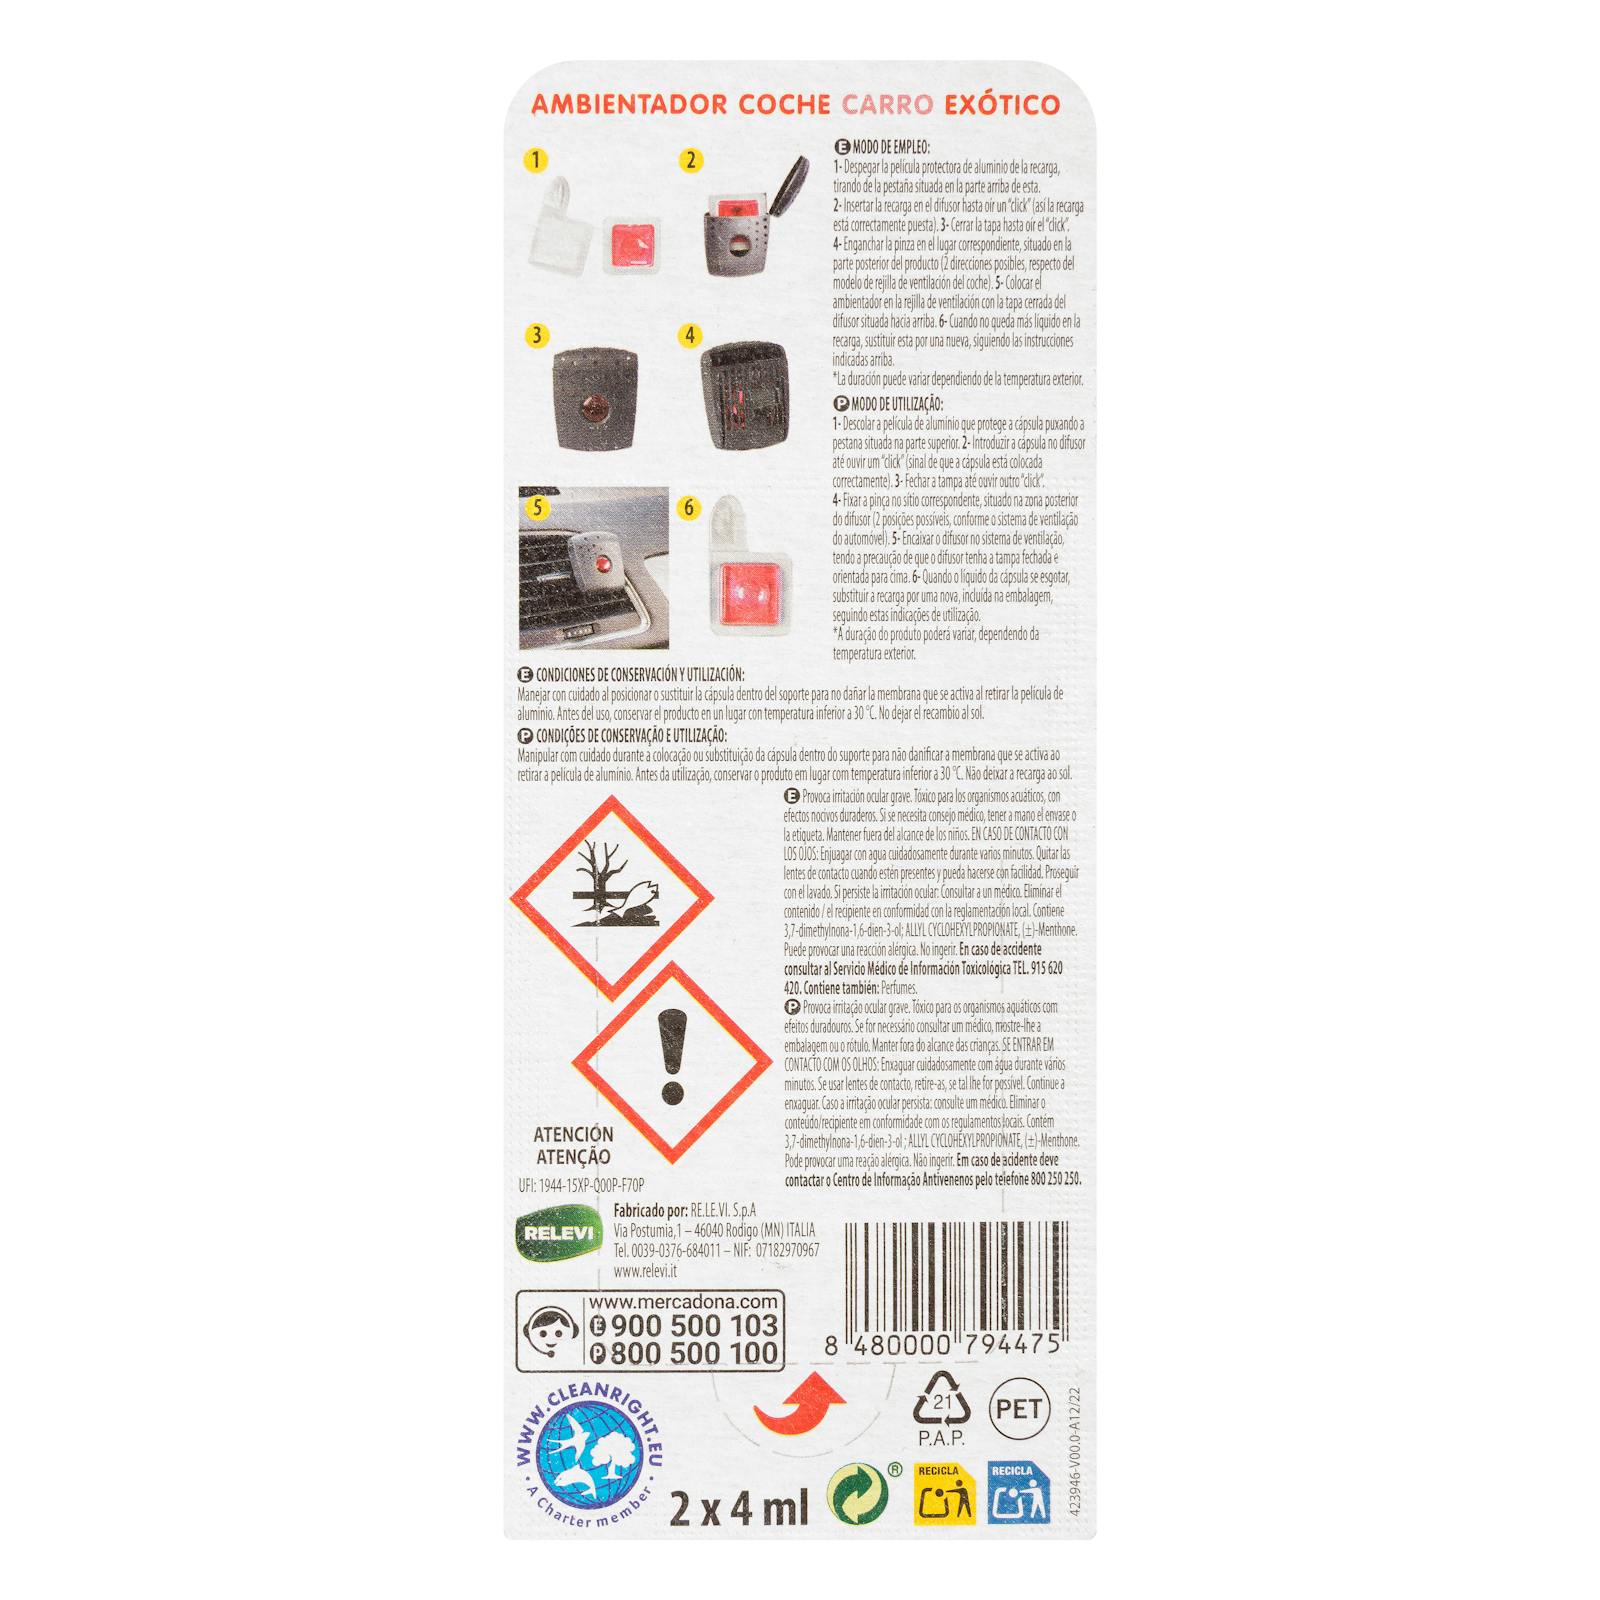 AMBIENTADOR COCHE CARRO EXÓTICO
1
2
3
4
5
6
E MODO DE EMPLEO:
1- Despegar la película protectora de aluminio de la recarga,
tirando de la pestaña situada en la parte arriba de esta.
2- Insertar la recarga en el difusor hasta oír un "click" (así la recarga
está correctamente puesta). 3- Cerrar la tapa hasta oír el "click".
4- Enganchar la pinza en el lugar correspondiente, situado en la
parte posterior del producto (2 direcciones posibles, respecto del
modelo de rejilla de ventilación del coche). 5- Colocar el
ambientador en la rejilla de ventilación con la tapa cerrada del
difusor situada hacia arriba. 6- Cuando no queda más líquido en la
recarga, sustituir esta por una nueva, siguiendo las instrucciones
indicadas arriba.
*La duración puede variar dependiendo de la temperatura exterior.
P MODO DE UTILIZAÇÃO:
1- Descolar a película de alumínio que protege a cápsula puxando a
pestana situada na parte superior. 2- Introduzir a cápsula no difusor
até ouvir um "click" (sinal de que a cápsula está colocada
correctamente). 3- Fechar a tampa até ouvir outro "click".
4- Fixar a pinça no sítio correspondente, situado na zona posterior
do difusor (2 posições possíveis, conforme o sistema de ventilação
do automóvel). 5- Encaixar o difusor no sistema de ventilação,
tendo a precaução de que o difusor tenha a tampa fechada e
orientada para cima. 6- Quando o líquido da cápsula se esgotar,
substituir a recarga por uma nova, incluída na embalagem,
seguindo estas indicações de utilização.
*A duração do produto poderá variar, dependendo da
temperatura exterior.
E CONDICIONES DE CONSERVACIÓN Y UTILIZACIÓN:
Manejar con cuidado al posicionar o sustituir la cápsula dentro del soporte para no dañar la membrana que se activa al retirar la película de
aluminio. Antes del uso, conservar el producto en un lugar con temperatura inferior a 30 °C. No dejar el recambio al sol.
P CONDIÇÕES DE CONSERVAÇÃO E UTILIZAÇÃO:
Manipular com cuidado durante a colocação ou substituição da cápsula dentro do suporte para não danificar a membrana que se activa ao
retirar a película de alumínio. Antes da utilização, conservar o produto em lugar com temperatura inferior a 30 °C. Não deixar a recarga ao sol.
E Provoca irritación ocular grave. Tóxico para los organismos acuáticos, con
efectos nocivos duraderos. Si se necesita consejo médico, tener a mano el envase o
la etiqueta. Mantener fuera del alcance de los niños. EN CASO DE CONTACTO CON
LOS OJOS: Enjuagar con agua cuidadosamente durante varios minutos. Quitar las
lentes de contacto cuando estén presentes y pueda hacerse con facilidad. Proseguir
con el lavado. Si persiste la irritación ocular: Consultar a un médico. Eliminar el
contenido / el recipiente en conformidad con la reglamentación local. Contiene
3,7-dimethylnona-1,6-dien-3-ol; ALLYL CYCLOHEXYLPROPIONATE, (±)-Menthone.
Puede provocar una reacción alérgica. No ingerir. En caso de accidente
consultar al Servicio Médico de Información Toxicológica TEL. 915 620
420. Contiene también: Perfumes.
P Provoca irritação ocular grave. Tóxico para os organismos aquáticos com
efeitos duradouros. Se for necessário consultar um médico, mostre-lhe a
embalagem ou o rótulo. Manter fora do alcance das crianças. SE ENTRAR EM
CONTACTO COM OS OLHOS: Enxaguar cuidadosamente com água durante vários
minutos. Se usar lentes de contacto, retire-as, se tal lhe for possível. Continue a
enxaguar. Caso a irritação ocular persista: consulte um médico. Eliminar o
conteúdo/recipiente em conformidade com os regulamentos locais. Contém
3,7-dimethylnona-1,6-dien-3-ol ; ALLYL CYCLOHEXYLPROPIONATE, (±)-Menthone.
Pode provocar uma reação alérgica. Não ingerir. Em caso de acidente deve
contactar o Centro de Informação Antivenenos pelo telefone 800 250 250.
ATENCIÓN
ATENÇÃO
UFI: 1944-15XP-Q00P-F70P
RELEVI
Fabricado por: RE.LE.VI. S.p.A
Via Postumia,1 – 46040 Rodigo (MN) ITALIA
Tel. 0039-0376-684011 – NIF: 07182970967
www.relevi.it
www.mercadona.com
E 900 500 103
P 800 500 100
8 480000 794475
WWW.CLEANRIGHT.EU
A Charter member
2 x 4 ml
21
P.A.P.
PET
®
RECICLA
RECICLA
423946-V00.0-A12/22